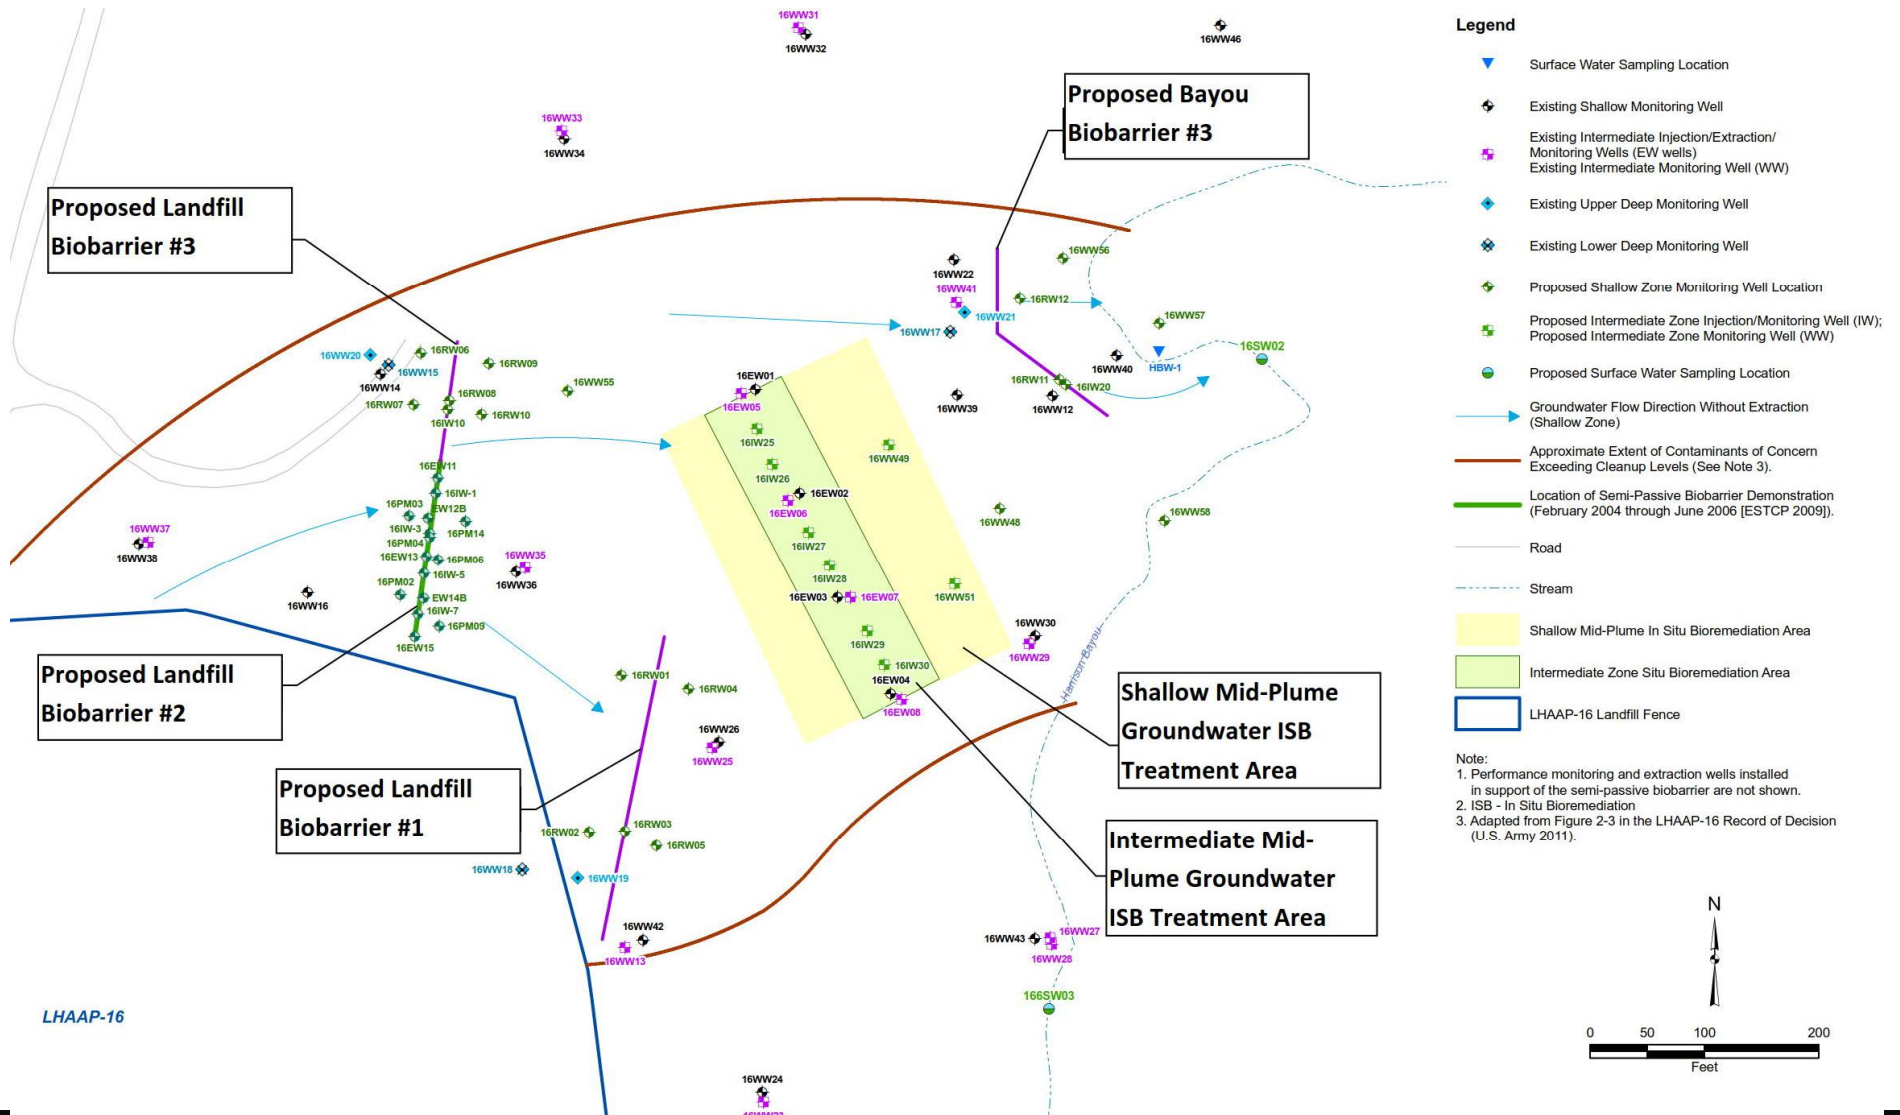 16WW31
16WW32
16WW46
Proposed Bayou
Biobarrier #3
16WW33
16WW34
Proposed Landfill
Biobarrier #3
16WW56
16WW22
16WW41
16RW12
16WW21
16WW17
16WW57
16SW02
16WW40
HBW-1
16RW11
16IW20
16WW12
16WW39
16WW20
16WW15
16WW14
16RW06
16RW09
16RW08
16RW07
16RW10
16IW10
16WW55
16EW01
16EW05
16IW25
16IW26
16EW02
16EW06
16WW49
16WW48
16WW58
16IW27
16IW28
16EW03
16EW07
16WW51
16IW29
16IW30
16EW04
16EW08
16EW11
16IW-1
16PM03
EW12B
16IW-3
16PM14
16PM04
16EW13
16PM06
16IW-5
16PM02
EW14B
16IW-7
16PM09
16EW15
16WW37
16WW38
16WW16
16WW35
16WW36
16WW30
16WW29
Harrison Bayou
Proposed Landfill
Biobarrier #2
16RW01
16RW04
16WW26
16WW25
Shallow Mid-Plume
Groundwater ISB
Treatment Area
Proposed Landfill
Biobarrier #1
16RW02
16RW03
16RW05
16WW18
16WW19
Intermediate Mid-
Plume Groundwater
ISB Treatment Area
16WW42
16WW13
16WW43
16WW27
16WW28
166SW03
LHAAP-16
16WW24
Legend
Surface Water Sampling Location
Existing Shallow Monitoring Well
Existing Intermediate Injection/Extraction/
Monitoring Wells (EW wells)
Existing Intermediate Monitoring Well (WW)
Existing Upper Deep Monitoring Well
Existing Lower Deep Monitoring Well
Proposed Shallow Zone Monitoring Well Location
Proposed Intermediate Zone Injection/Monitoring Well (IW);
Proposed Intermediate Zone Monitoring Well (WW)
Proposed Surface Water Sampling Location
Groundwater Flow Direction Without Extraction
(Shallow Zone)
Approximate Extent of Contaminants of Concern
Exceeding Cleanup Levels (See Note 3).
Location of Semi-Passive Biobarrier Demonstration
(February 2004 through June 2006 [ESTCP 2009]).
Road
Stream
Shallow Mid-Plume In Situ Bioremediation Area
Intermediate Zone Situ Bioremediation Area
LHAAP-16 Landfill Fence
Note:
1. Performance monitoring and extraction wells installed
in support of the semi-passive biobarrier are not shown.
2. ISB - In Situ Bioremediation
3. Adapted from Figure 2-3 in the LHAAP-16 Record of Decision
(U.S. Army 2011).
N
0 50 100 200
Feet